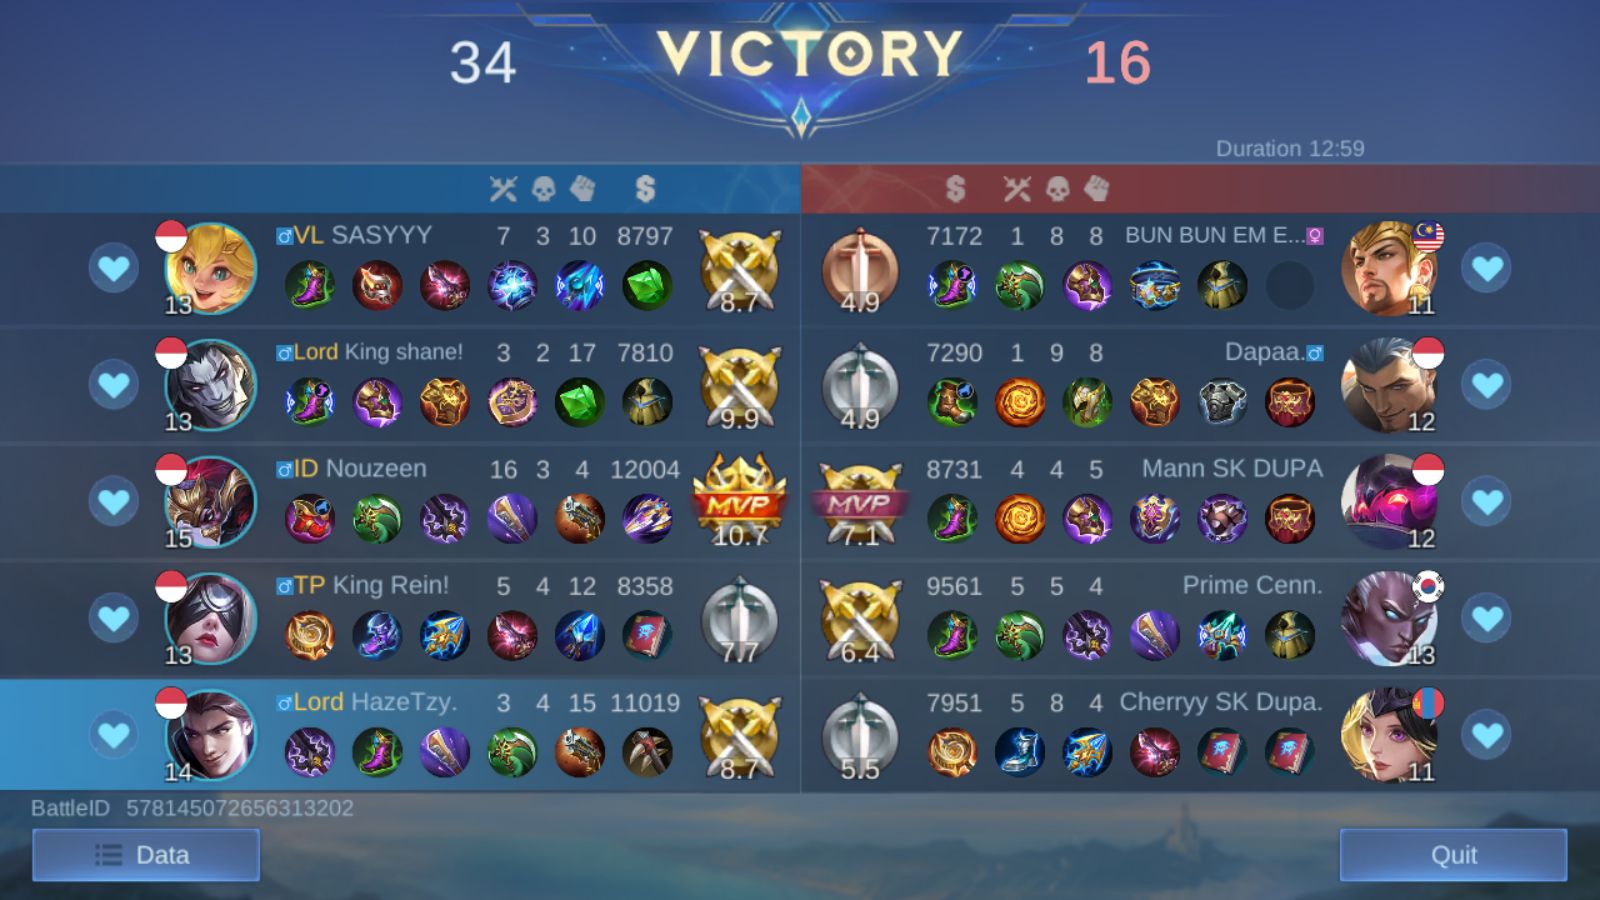 34 VICTORY 16
Duration 12:59
VL SASYYY 7 3 10 8797
13 8.7
7172 1 8 8 BUN BUN EM E...
4.9 11
Lord King shane! 3 2 17 7810
13 9.9
7290 1 9 8 Dapaa.
4.9 12
ID Nouzeen 16 3 4 12004
MVP
15 10.7
8731 4 4 5 Mann SK DUPA
MVP
7.1 12
TP King Rein! 5 4 12 8358
13 7.7
9561 5 5 4 Prime Cenn.
6.4 13
Lord HazeTzy. 3 4 15 11019
14 8.7
7951 5 8 4 Cherryy SK Dupa.
5.5 11
BattleID 578145072656313202
Data
Quit